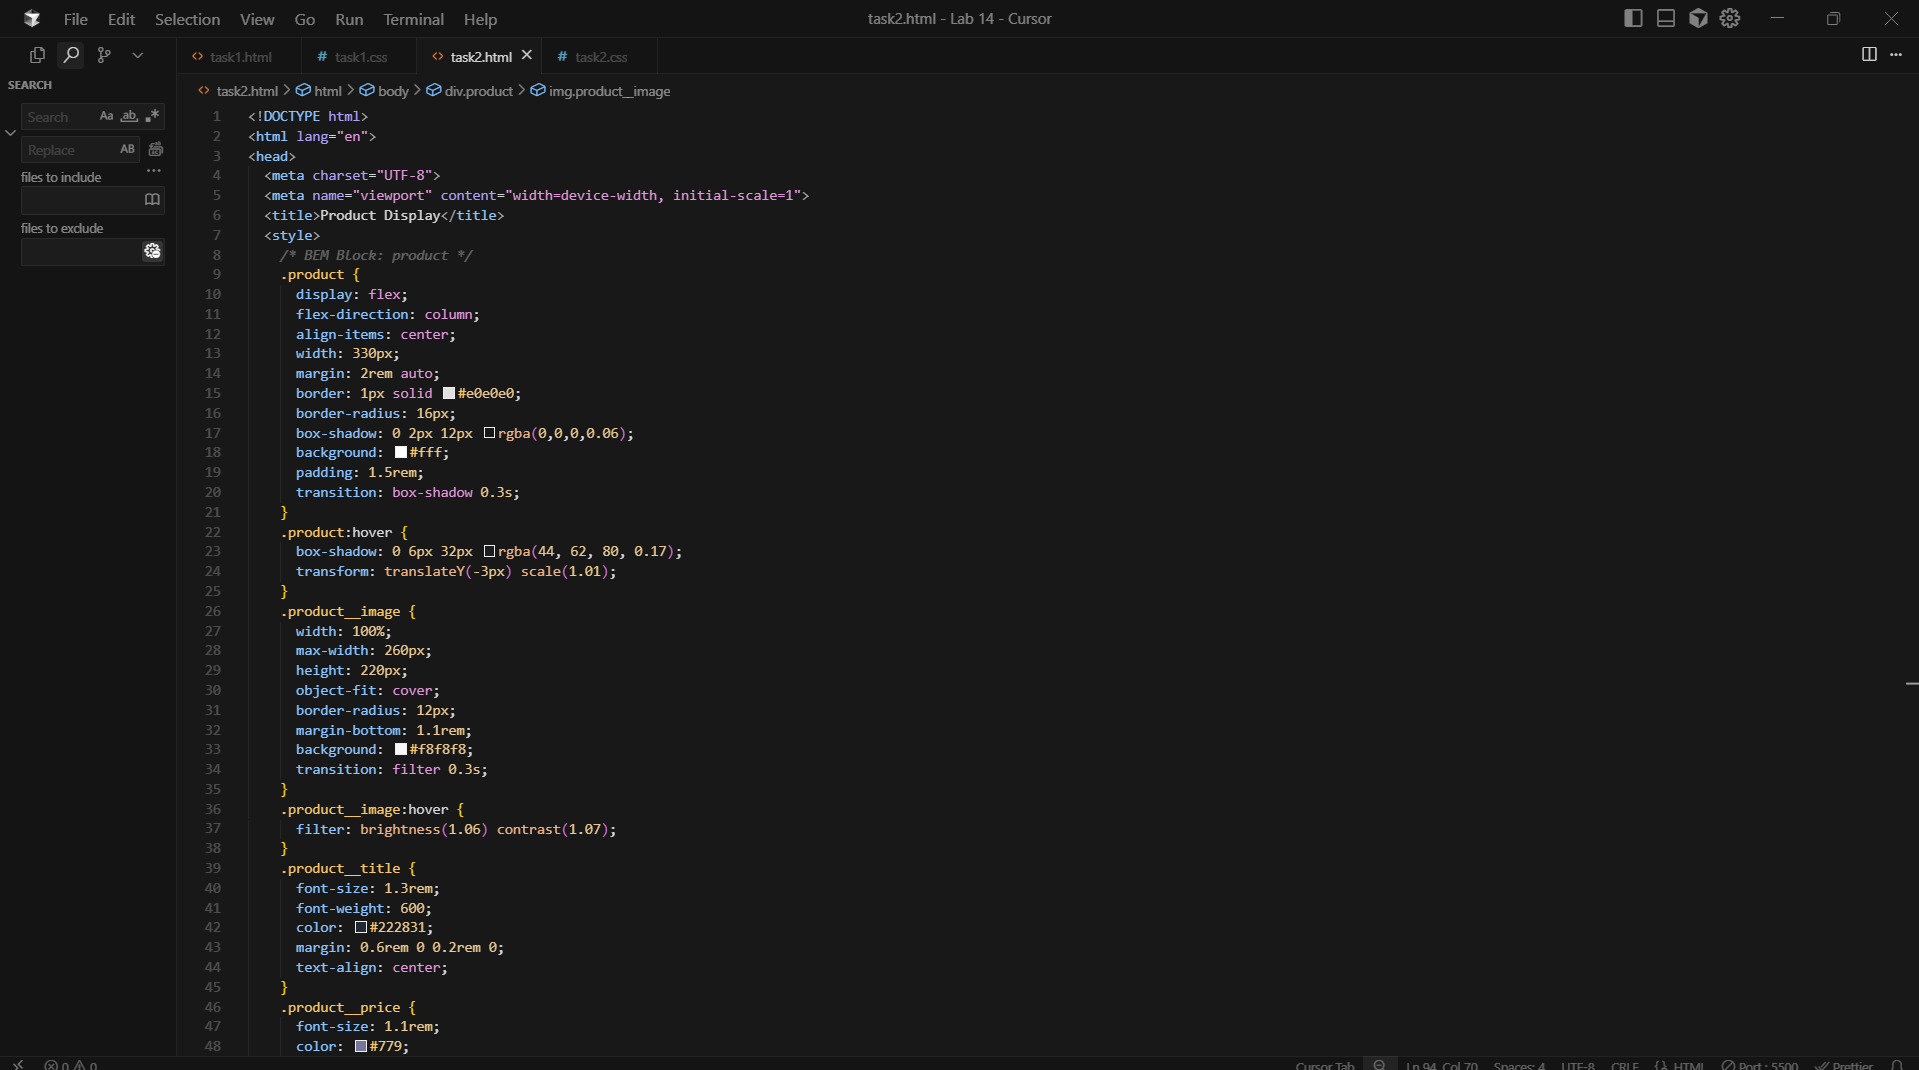 File Edit Selection View Go Run Terminal Help
task2.html - Lab 14 - Cursor
task1.html
task1.css
task2.html
task2.css
SEARCH
Search
Aa ab .*
Replace
AB
files to include
files to exclude
task2.html > html > body > div.product > img.product__image
1 <!DOCTYPE html>
2 <html lang="en">
3 <head>
4 <meta charset="UTF-8">
5 <meta name="viewport" content="width=device-width, initial-scale=1">
6 <title>Product Display</title>
7 <style>
8 /* BEM Block: product */
9 .product {
10 display: flex;
11 flex-direction: column;
12 align-items: center;
13 width: 330px;
14 margin: 2rem auto;
15 border: 1px solid #e0e0e0;
16 border-radius: 16px;
17 box-shadow: 0 2px 12px rgba(0,0,0,0.06);
18 background: #fff;
19 padding: 1.5rem;
20 transition: box-shadow 0.3s;
21 }
22 .product:hover {
23 box-shadow: 0 6px 32px rgba(44, 62, 80, 0.17);
24 transform: translateY(-3px) scale(1.01);
25 }
26 .product__image {
27 width: 100%;
28 max-width: 260px;
29 height: 220px;
30 object-fit: cover;
31 border-radius: 12px;
32 margin-bottom: 1.1rem;
33 background: #f8f8f8;
34 transition: filter 0.3s;
35 }
36 .product__image:hover {
37 filter: brightness(1.06) contrast(1.07);
38 }
39 .product__title {
40 font-size: 1.3rem;
41 font-weight: 600;
42 color: #222831;
43 margin: 0.6rem 0 0.2rem 0;
44 text-align: center;
45 }
46 .product__price {
47 font-size: 1.1rem;
48 color: #779;
0 0 Cursor Tab Ln 94, Col 70 Spaces: 4 UTF-8 CRLF {} HTML Port : 5500 Prettier